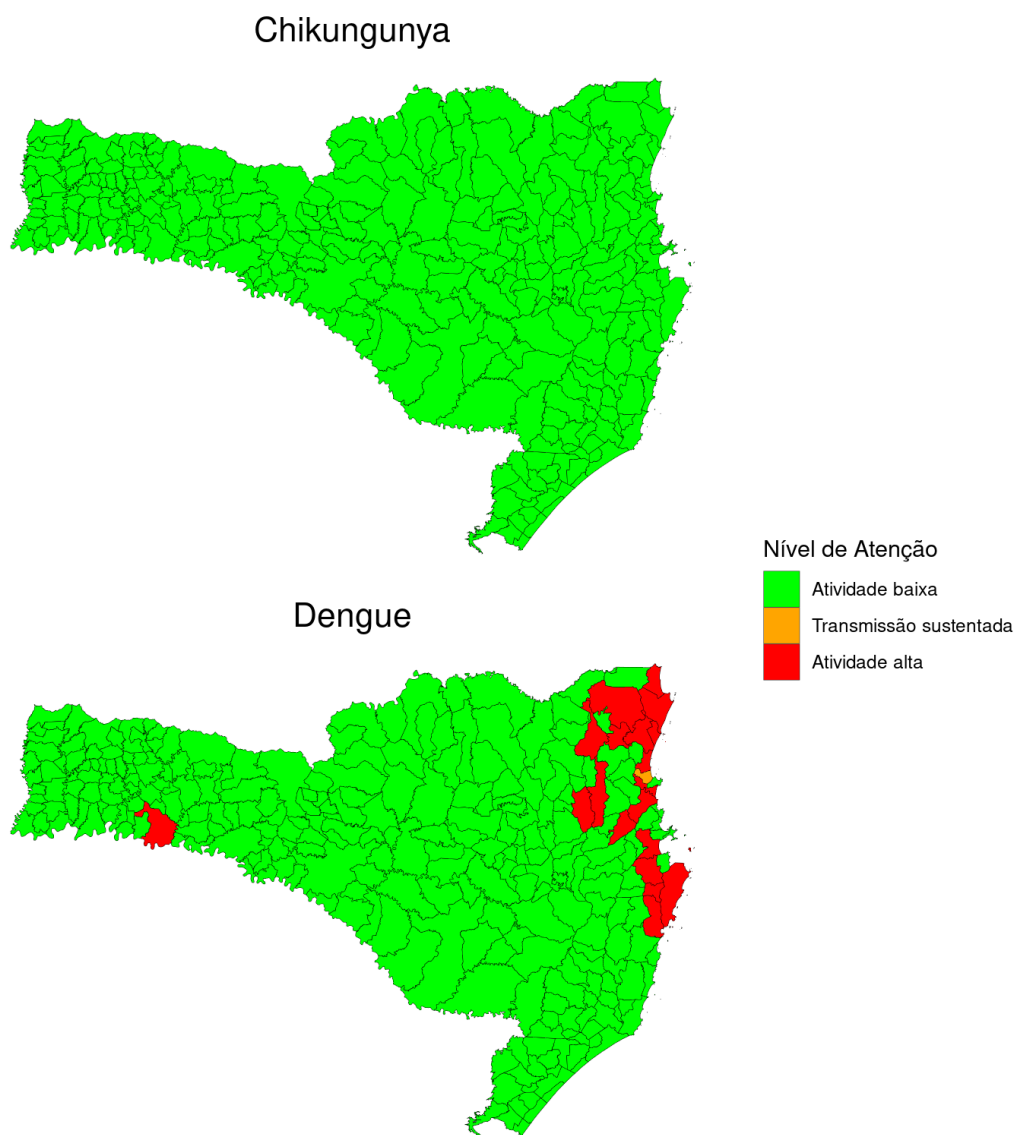 Chikungunya
Nível de Atenção
Atividade baixa
Transmissão sustentada
Atividade alta
Dengue